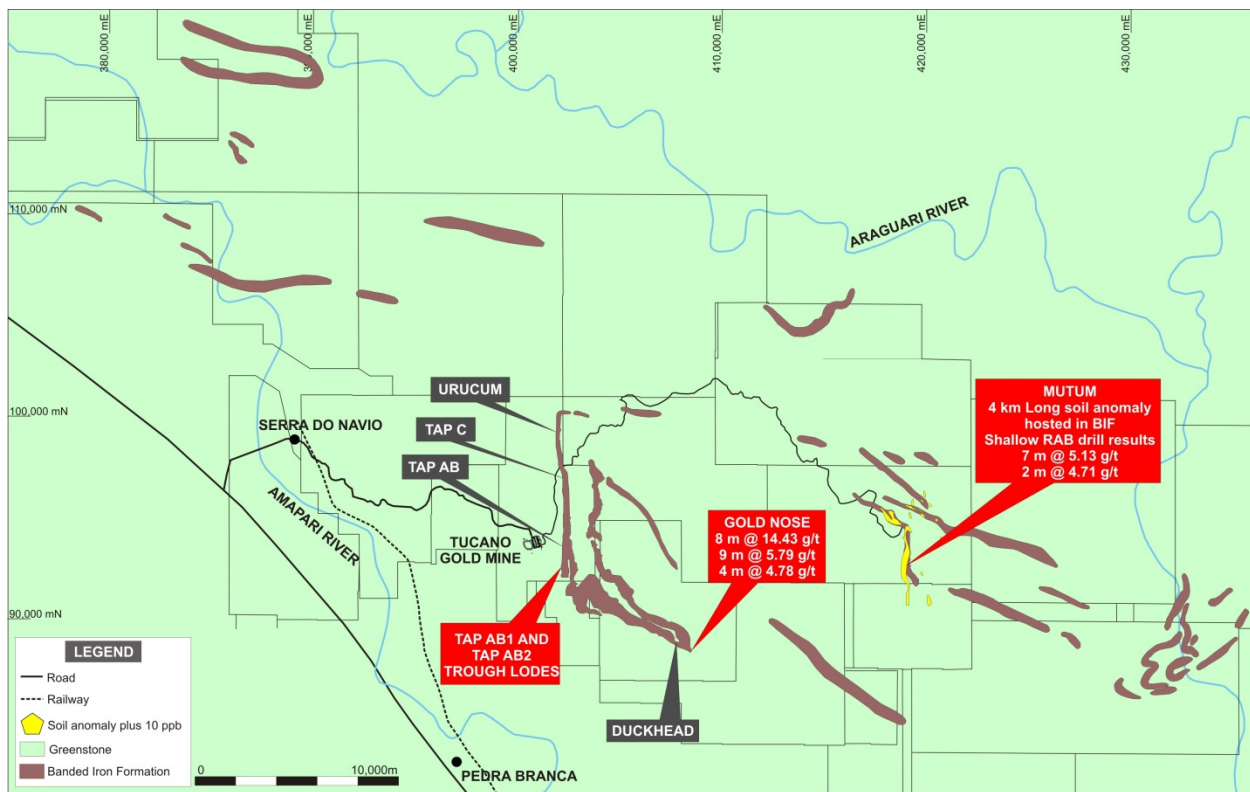 380,000 mE
400,000 mE
410,000 mE
420,000 mE
430,000 mE
110,000 mN
ARAGUARI RIVER
URUCUM
100,000 mN
SERRA DO NAVIO
TAP C
TAP AB
MUTUM
4 km Long soil anomaly
hosted in BIF
Shallow RAB drill results
7 m @ 5.13 g/t
2 m @ 4.71 g/t
AMAPARI RIVER
TUCANO
GOLD MINE
GOLD NOSE
8 m @ 14.43 g/t
9 m @ 5.79 g/t
4 m @ 4.78 g/t
90,000 mN
TAP AB1 AND
TAP AB2
TROUGH LODES
DUCKHEAD
LEGEND
Road
Railway
Soil anomaly plus 10 ppb
Greenstone
Banded Iron Formation
0
10,000m
PEDRA BRANCA